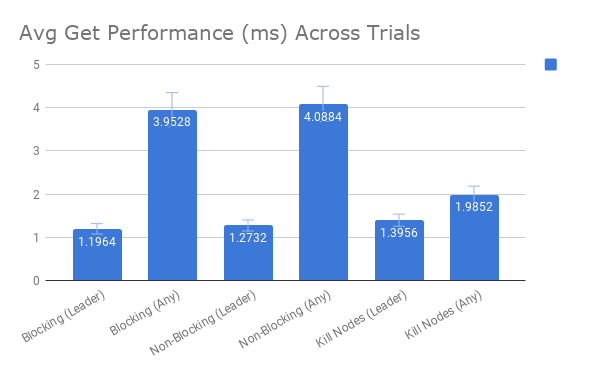 Avg Get Performance (ms) Across Trials
5
4
3
2
1
0
1.1964
3.9528
1.2732
4.0884
1.3956
1.9852
Blocking (Leader)
Blocking (Any)
Non-Blocking (Leader)
Non-Blocking (Any)
Kill Nodes (Leader)
Kill Nodes (Any)